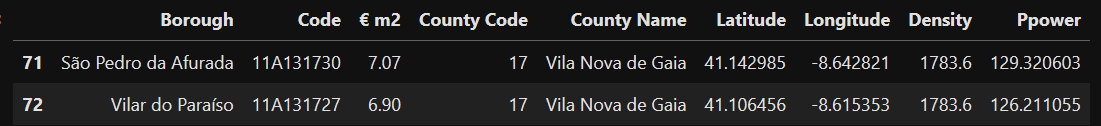 Borough Code € m2 County Code County Name Latitude Longitude Density Ppower
71 São Pedro da Afurada 11A131730 7.07 17 Vila Nova de Gaia 41.142985 -8.642821 1783.6 129.320603
72 Vilar do Paraíso 11A131727 6.90 17 Vila Nova de Gaia 41.106456 -8.615353 1783.6 126.211055